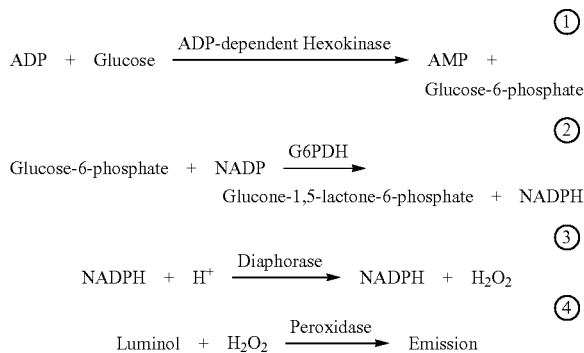 ①
ADP-dependent Hexokinase
ADP + Glucose AMP +
Glucose-6-phosphate
②
G6PDH
Glucose-6-phosphate + NADP
Glucone-1,5-lactone-6-phosphate + NADPH
③
Diaphorase
NADPH + H⁺ NADPH + H₂O₂
④
Peroxidase
Luminol + H₂O₂ Emission